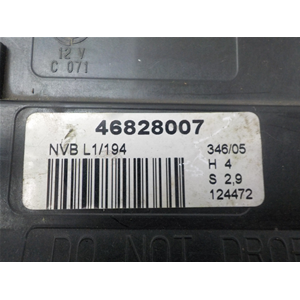 12 V
C 071
46828007
NVB L1/194
346/05
H 4
S 2,9
124472
DO NOT DROP